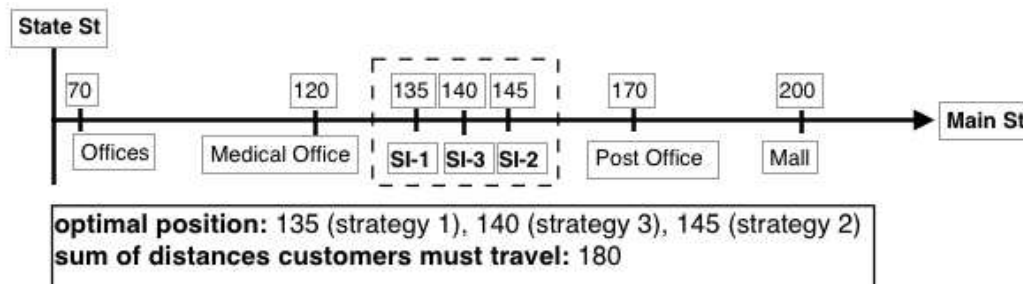 State St
70
120
135
140
145
170
200
Main St
Offices
Medical Office
SI-1
SI-3
SI-2
Post Office
Mall
optimal position: 135 (strategy 1), 140 (strategy 3), 145 (strategy 2)
sum of distances customers must travel: 180